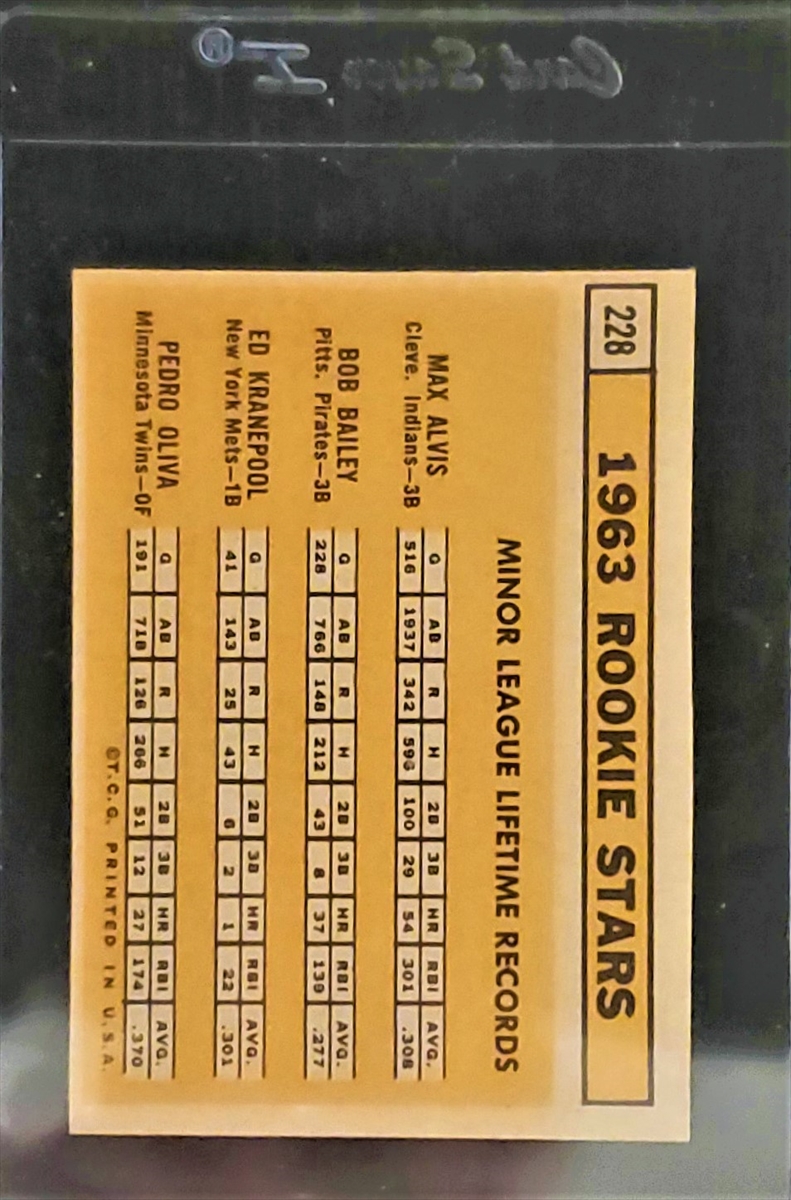 Card Saver I ®
228 1963 ROOKIE STARS
MINOR LEAGUE LIFETIME RECORDS
MAX ALVIS
Cleve. Indians—3B
G AB R H 2B 3B HR RBI AVG.
516 1937 342 596 100 29 54 301 .308
BOB BAILEY
Pitts. Pirates—3B
G AB R H 2B 3B HR RBI AVG.
228 766 148 212 43 8 37 139 .277
ED KRANEPOOL
New York Mets—1B
G AB R H 2B 3B HR RBI AVG.
41 143 25 43 6 2 1 22 .301
PEDRO OLIVA
Minnesota Twins—OF
G AB R H 2B 3B HR RBI AVG.
191 718 126 266 51 12 27 174 .370
©T.C.G. PRINTED IN U.S.A.